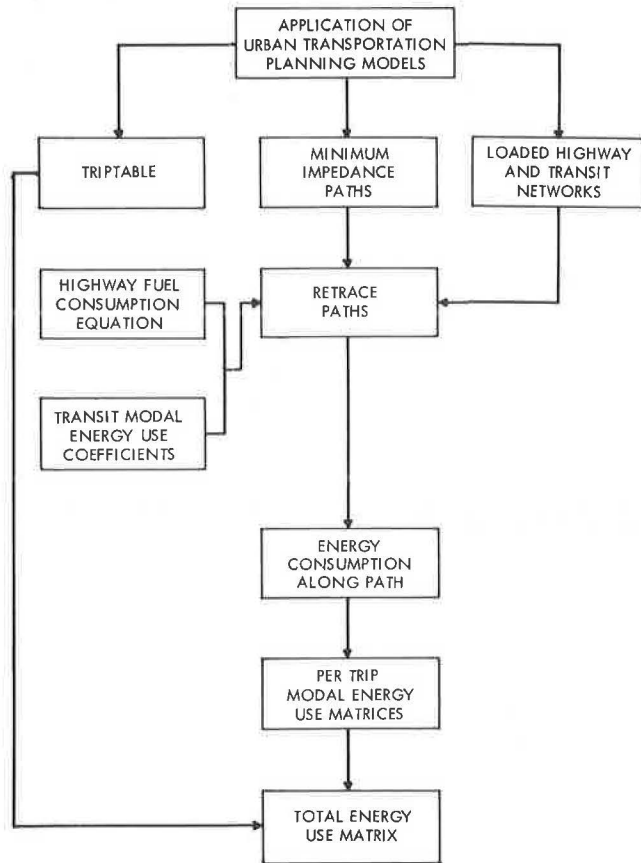 APPLICATION OF
URBAN TRANSPORTATION
PLANNING MODELS
TRIPTABLE
MINIMUM
IMPEDANCE
PATHS
LOADED HIGHWAY
AND TRANSIT
NETWORKS
HIGHWAY FUEL
CONSUMPTION
EQUATION
RETRACE
PATHS
TRANSIT MODAL
ENERGY USE
COEFFICIENTS
ENERGY
CONSUMPTION
ALONG PATH
PER TRIP
MODAL ENERGY
USE MATRICES
TOTAL ENERGY
USE MATRIX